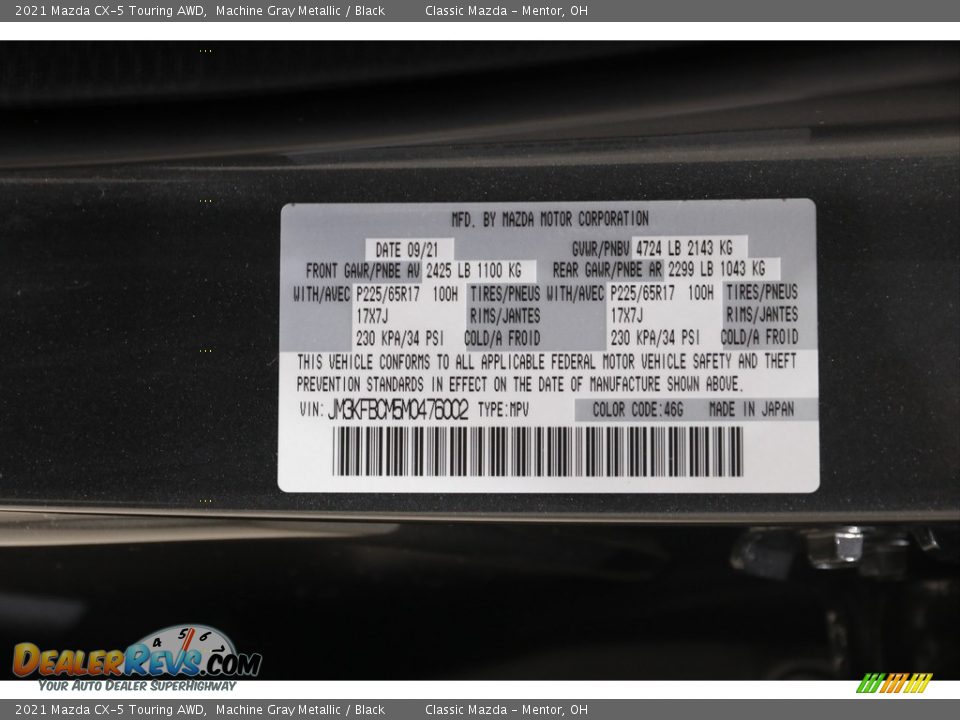 2021 Mazda CX-5 Touring AWD, Machine Gray Metallic / Black Classic Mazda - Mentor, OH
MFD. BY MAZDA MOTOR CORPORATION
DATE 09/21 GVWR/PNBV 4724 LB 2143 KG
FRONT GAWR/PNBE AV 2425 LB 1100 KG REAR GAWR/PNBE AR 2299 LB 1043 KG
WITH/AVEC P225/65R17 100H TIRES/PNEUS WITH/AVEC P225/65R17 100H TIRES/PNEUS
17X7J RIMS/JANTES 17X7J RIMS/JANTES
230 KPA/34 PSI COLD/A FROID 230 KPA/34 PSI COLD/A FROID
THIS VEHICLE CONFORMS TO ALL APPLICABLE FEDERAL MOTOR VEHICLE SAFETY AND THEFT
PREVENTION STANDARDS IN EFFECT ON THE DATE OF MANUFACTURE SHOWN ABOVE.
VIN: JM3KFBCM5M0476002 TYPE:MPV COLOR CODE:46G MADE IN JAPAN
4 5 6
DEALERREVS.COM
YOUR AUTO DEALER SUPERHIGHWAY
2021 Mazda CX-5 Touring AWD, Machine Gray Metallic / Black Classic Mazda - Mentor, OH